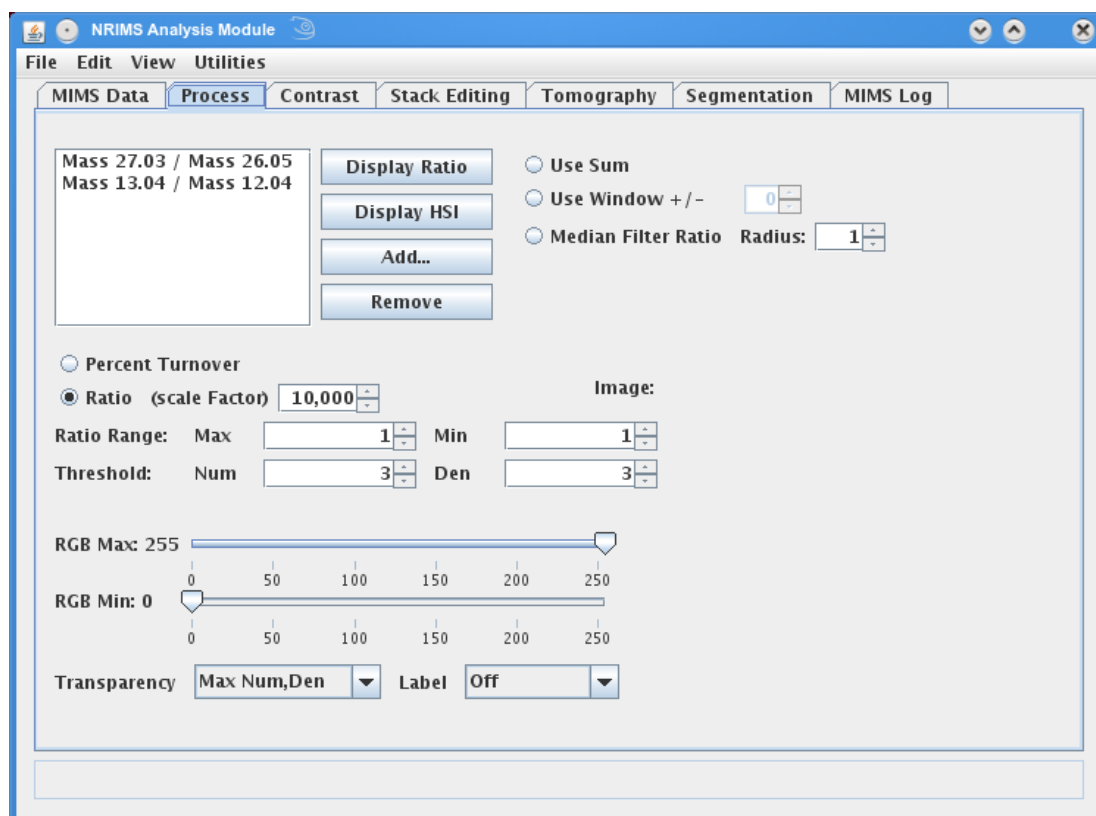 NRIMS Analysis Module
File Edit View Utilities
MIMS Data Process Contrast Stack Editing Tomography Segmentation MIMS Log
Mass 27.03 / Mass 26.05
Mass 13.04 / Mass 12.04
Display Ratio
Display HSI
Add...
Remove
Use Sum
Use Window +/- 0
Median Filter Ratio Radius: 1
Percent Turnover
Ratio (scale Factor) 10,000
Image:
Ratio Range: Max 1 Min 1
Threshold: Num 3 Den 3
RGB Max: 255
0 50 100 150 200 250
RGB Min: 0
0 50 100 150 200 250
Transparency Max Num,Den Label Off